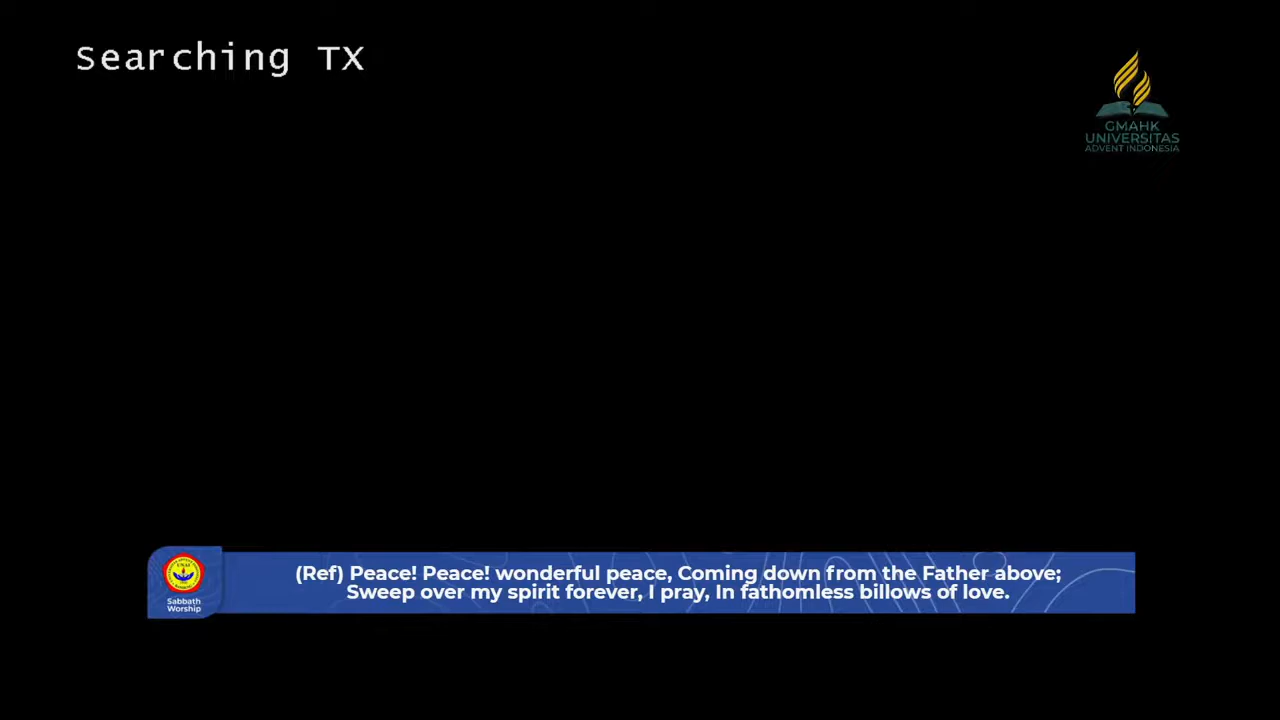 Searching TX
GMAHK
UNIVERSITAS
ADVENT INDONESIA
(Ref) Peace! Peace! wonderful peace, Coming down from the Father above;
Sweep over my spirit forever, I pray, In fathomless billows of love.
Sabbath
Worship